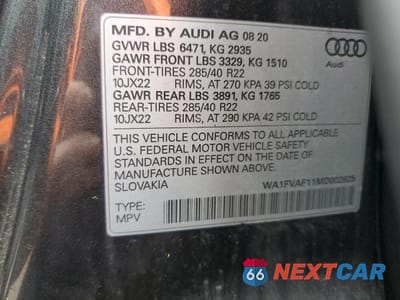 MFD. BY AUDI AG 08 20
GVWR LBS 6471, KG 2935
GAWR FRONT LBS 3329, KG 1510
FRONT-TIRES 285/40 R22
10JX22 RIMS, AT 270 KPA 39 PSI COLD
GAWR REAR LBS 3891, KG 1765
REAR-TIRES 285/40 R22
10JX22 RIMS, AT 290 KPA 42 PSI COLD
Audi
THIS VEHICLE CONFORMS TO ALL APPLICABLE
U.S. FEDERAL MOTOR VEHICLE SAFETY
STANDARDS IN EFFECT ON THE DATE OF
MANUFACTURE SHOWN ABOVE.
SLOVAKIA
WA1FVAF11MD002825
TYPE:
MPV
66 NEXTCAR